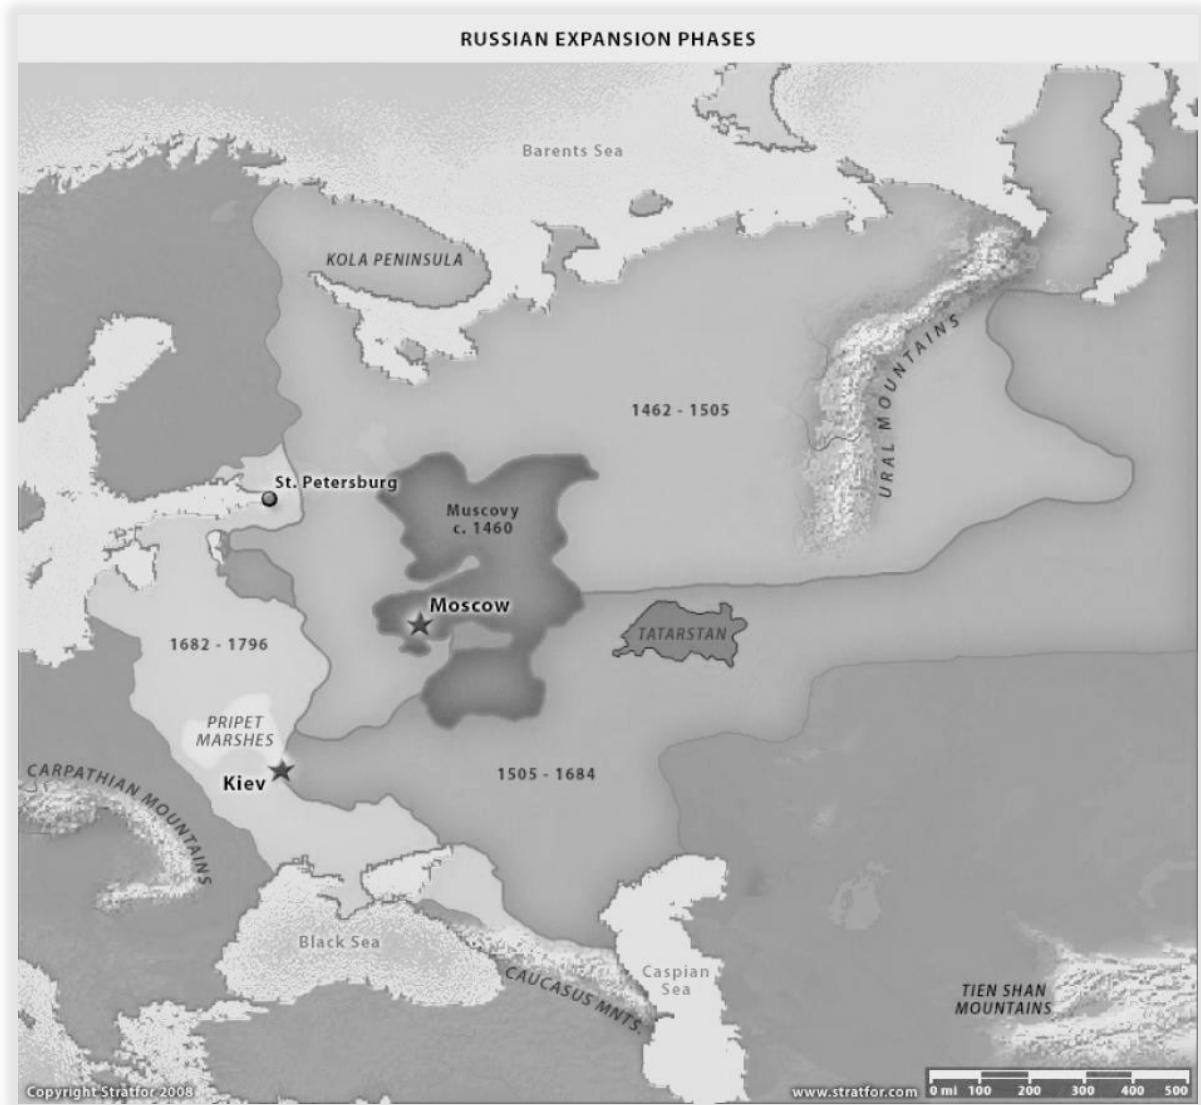 RUSSIAN EXPANSION PHASES
Barents Sea
KOLA PENINSULA
URAL MOUNTAINS
1462 - 1505
St. Petersburg
Muscovy
c. 1460
Moscow
TATARSTAN
1682 - 1796
PRIPET
MARSHES
Kiev
1505 - 1684
CARPATHIAN MOUNTAINS
Black Sea
CAUCASUS MNTS.
Caspian
Sea
TIEN SHAN
MOUNTAINS
Copyright Stratfor 2008
www.stratfor.com
0 mi 100 200 300 400 500